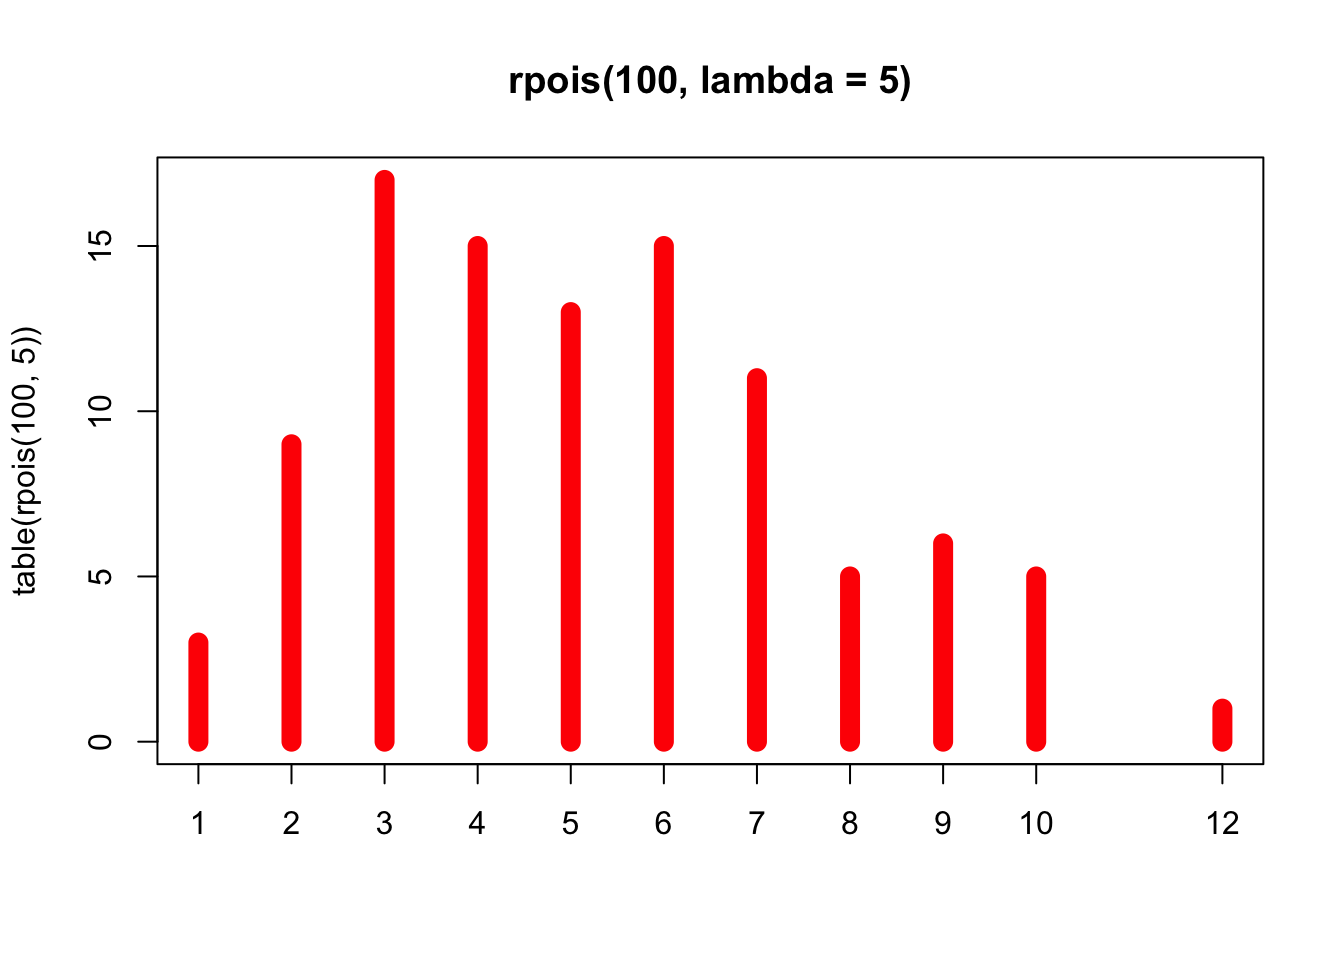 rpois(100, lambda = 5)
table(rpois(100, 5))
15
10
5
0
1 2 3 4 5 6 7 8 9 10 12